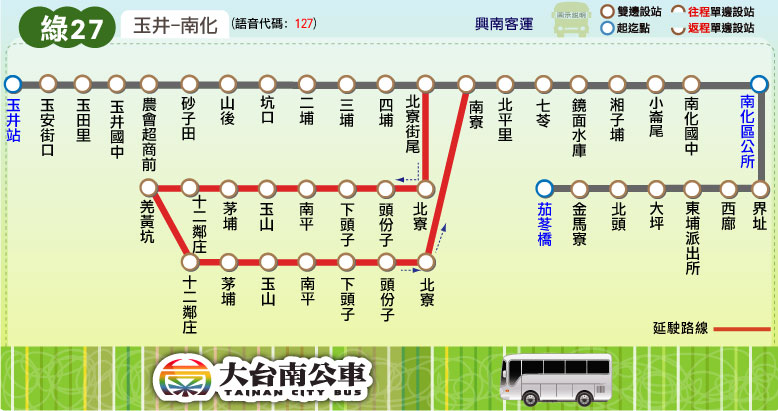 綠27
玉井-南化
(語音代碼：127)
興南客運
圖示說明
雙邊設站
往程單邊設站
起迄點
返程單邊設站
玉井站
玉安街口
玉田里
玉井國中
農會超商前
砂子田
山後
坑口
二埔
三埔
四埔
北寮街尾
南寮
北平里
七苓
鏡面水庫
湘子埔
小崙尾
南化國中
南化區公所
羌黃坑
十二鄰庄
茅埔
玉山
南平
下頭子
頭份子
北寮
茄苳橋
金馬寮
北頭
大坪
東埔派出所
西廍
界址
十二鄰庄
茅埔
玉山
南平
下頭子
頭份子
北寮
延駛路線
大台南公車
TAINAN CITY BUS